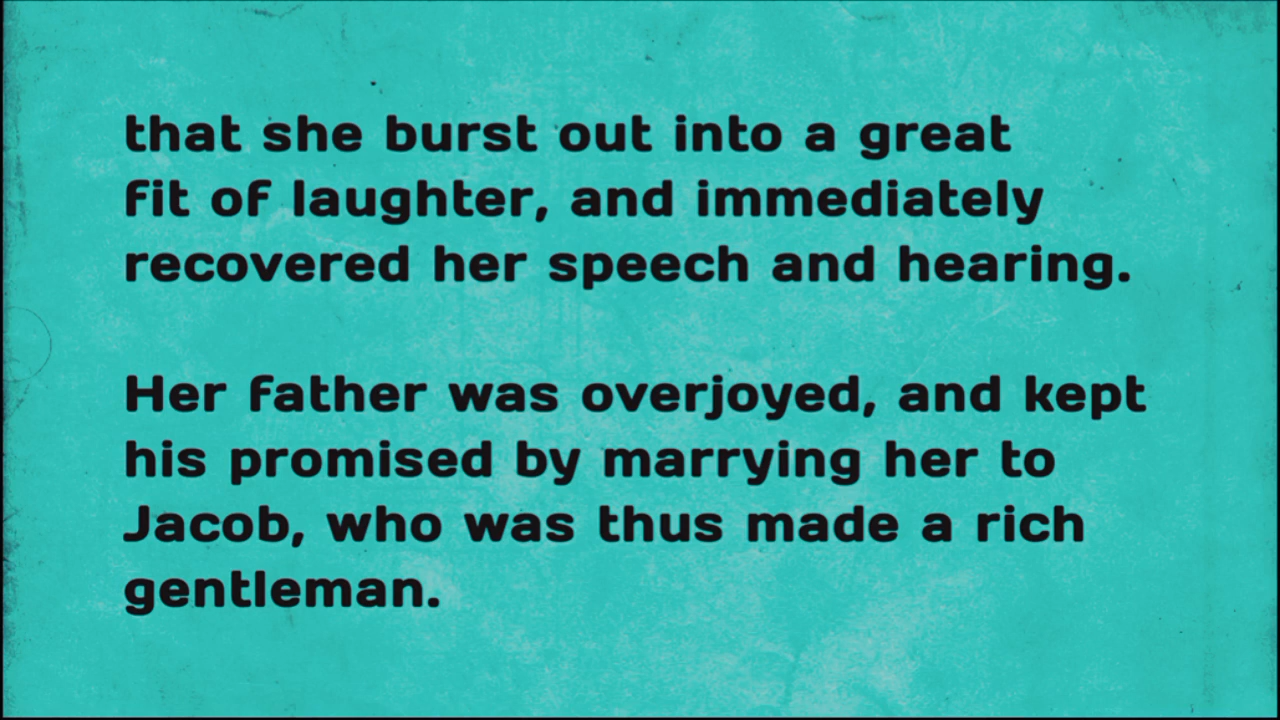 that she burst out into a great
fit of laughter, and immediately
recovered her speech and hearing.
Her father was overjoyed, and kept
his promised by marrying her to
Jacob, who was thus made a rich
gentleman.